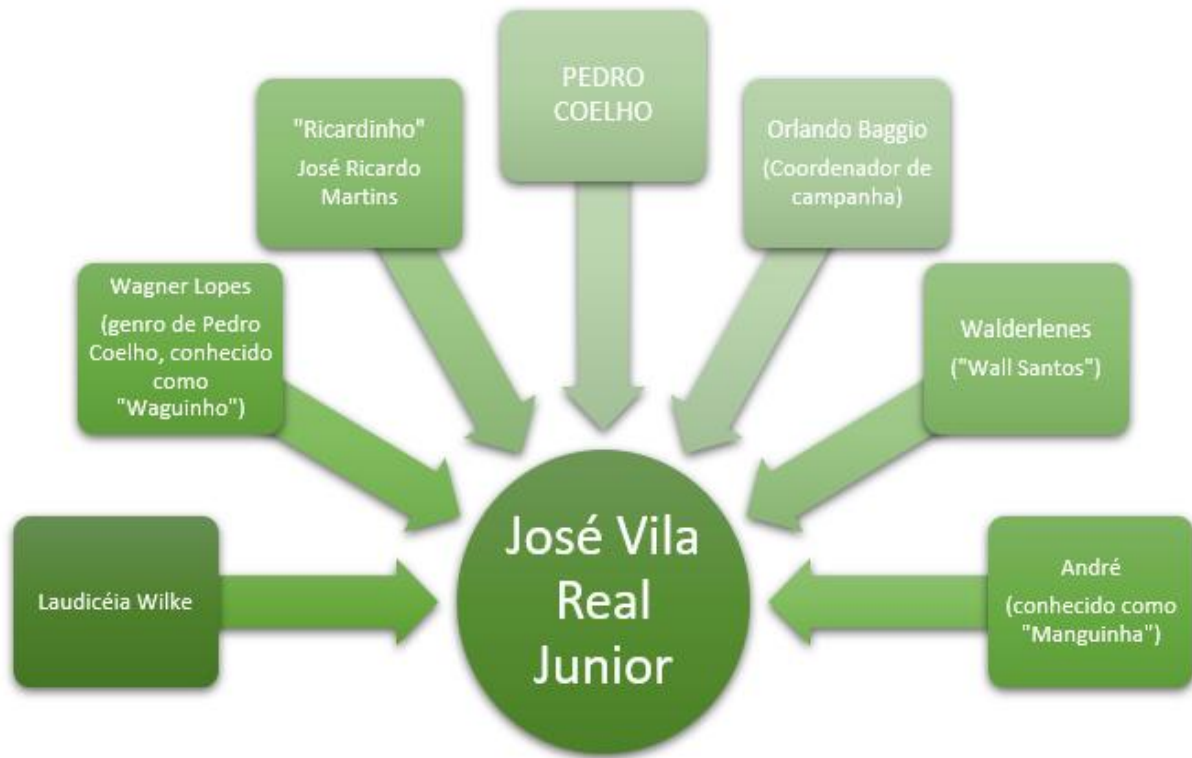 PEDRO
COELHO
"Ricardinho"
José Ricardo
Martins
Orlando Baggio
(Coordenador de
campanha)
Wagner Lopes
(genro de Pedro
Coelho, conhecido
como
"Waguinho")
Walderlenes
("Wall Santos")
Laudicéia Wilke
José Vila
Real
Junior
André
(conhecido como
"Manguinha")